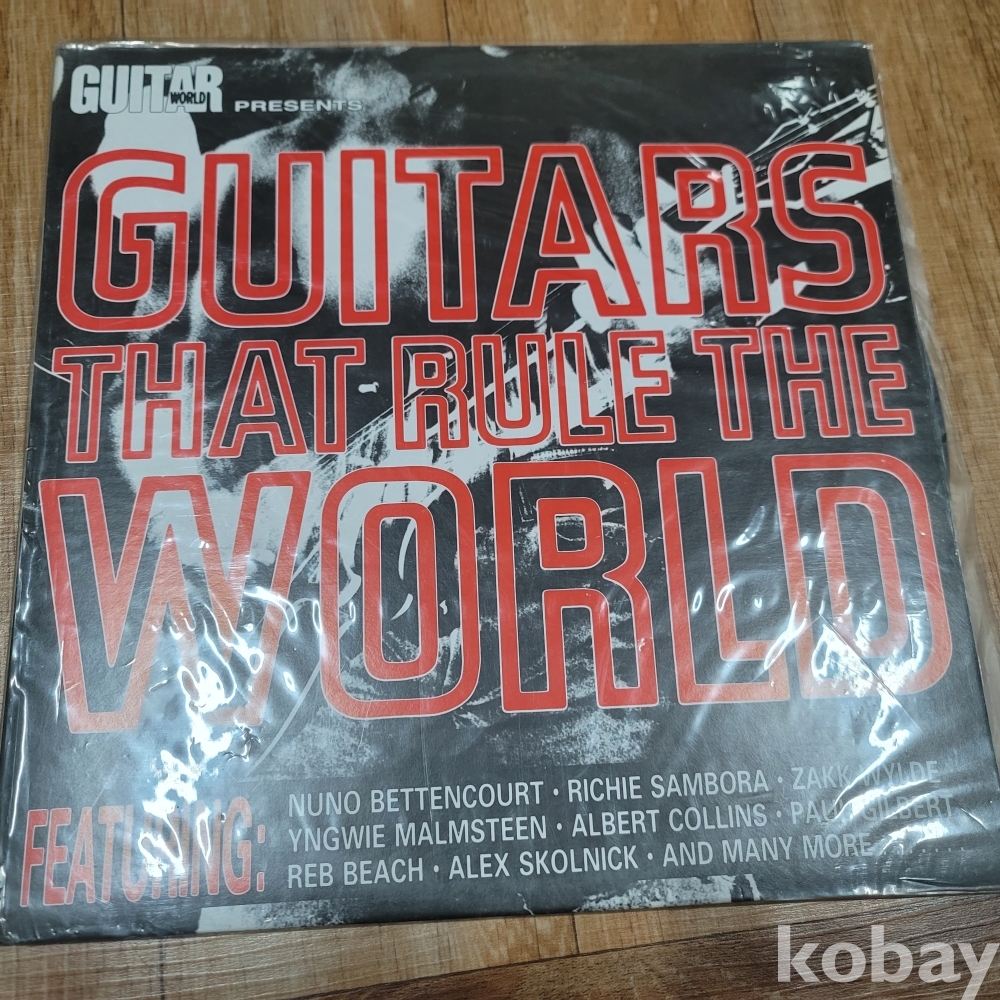 GUITAR WORLD PRESENTS
GUITARS
THAT RULE THE
WORLD
FEATURING:
NUNO BETTENCOURT · RICHIE SAMBORA · ZAKK WYLDE
YNGWIE MALMSTEEN · ALBERT COLLINS · PAUL GILBERT
REB BEACH · ALEX SKOLNICK · AND MANY MORE
kobay